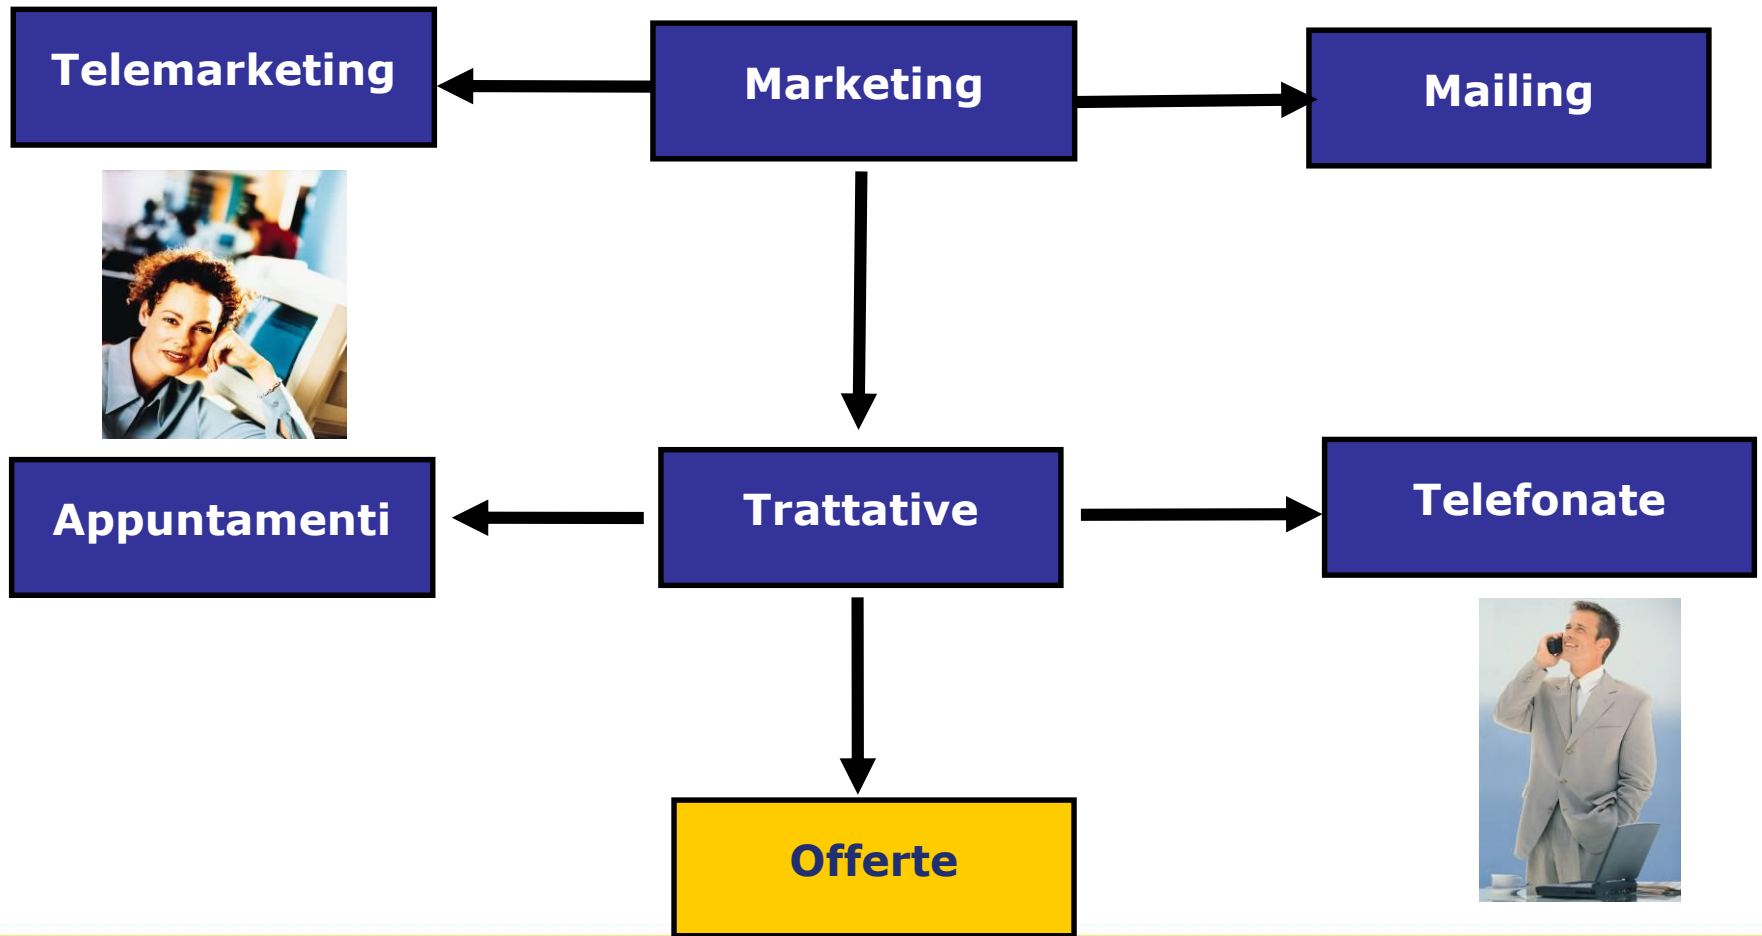 Telemarketing
Marketing
Mailing
Appuntamenti
Trattative
Telefonate
Offerte